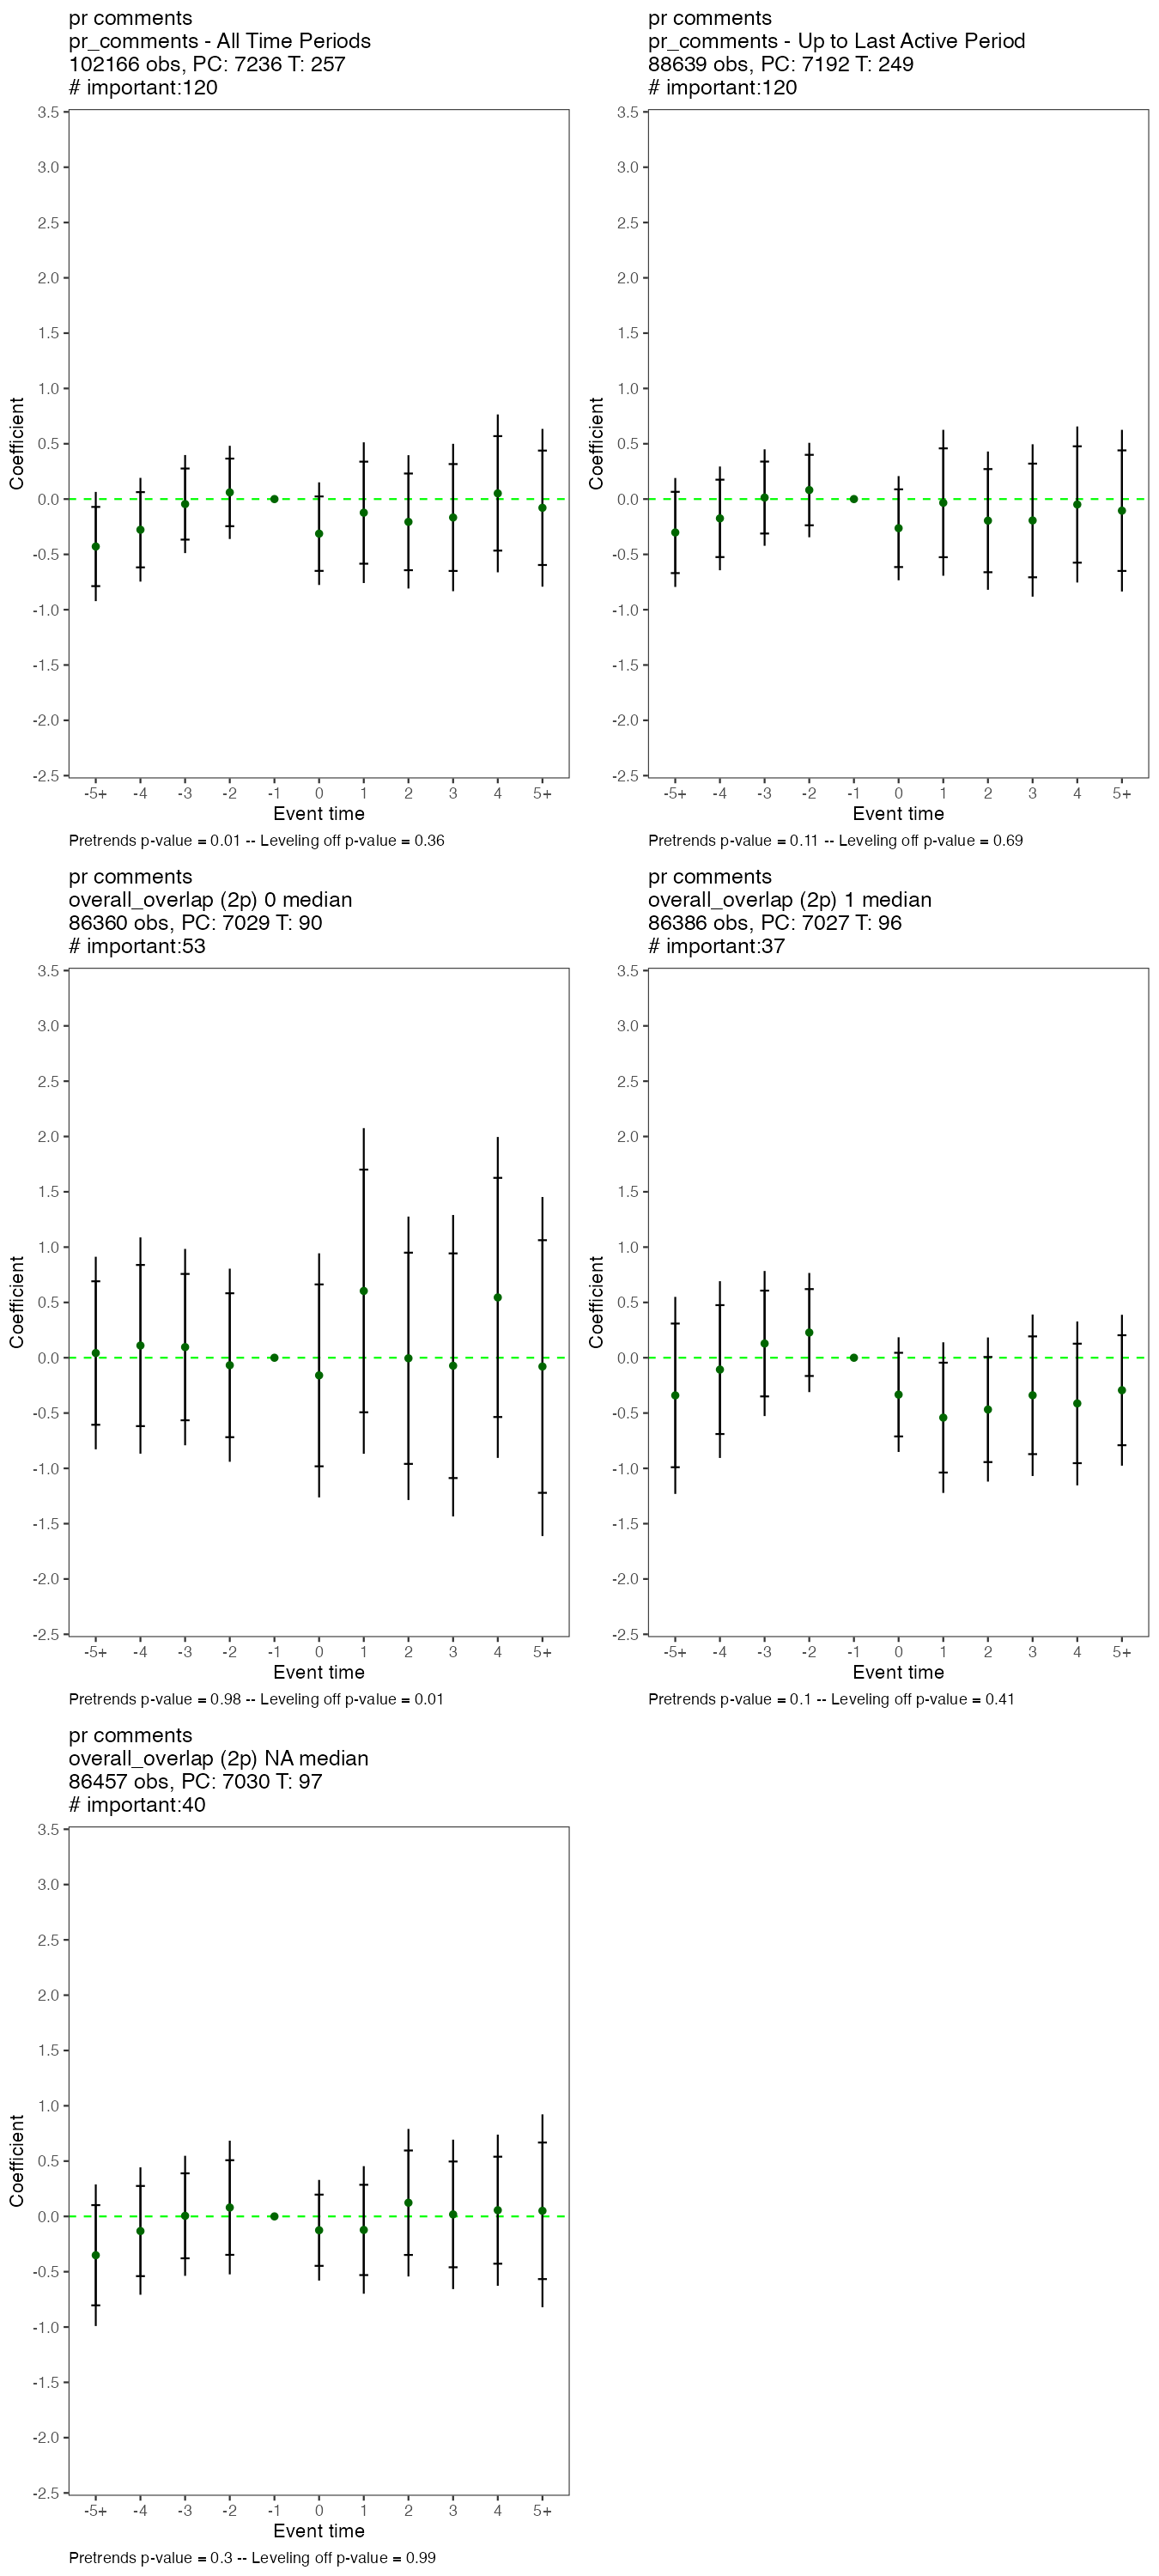 pr comments
pr_comments - All Time Periods
102166 obs, PC: 7236 T: 257
# important:120
3.5
3.0
2.5
2.0
1.5
1.0
0.5
0.0
-0.5
-1.0
-1.5
-2.0
-2.5
Coefficient
-5+ -4 -3 -2 -1 0 1 2 3 4 5+
Event time
Pretrends p-value = 0.01 -- Leveling off p-value = 0.36
pr comments
pr_comments - Up to Last Active Period
88639 obs, PC: 7192 T: 249
# important:120
3.5
3.0
2.5
2.0
1.5
1.0
0.5
0.0
-0.5
-1.0
-1.5
-2.0
-2.5
Coefficient
-5+ -4 -3 -2 -1 0 1 2 3 4 5+
Event time
Pretrends p-value = 0.11 -- Leveling off p-value = 0.69
pr comments
overall_overlap (2p) 0 median
86360 obs, PC: 7029 T: 90
# important:53
3.5
3.0
2.5
2.0
1.5
1.0
0.5
0.0
-0.5
-1.0
-1.5
-2.0
-2.5
Coefficient
-5+ -4 -3 -2 -1 0 1 2 3 4 5+
Event time
Pretrends p-value = 0.98 -- Leveling off p-value = 0.01
pr comments
overall_overlap (2p) 1 median
86386 obs, PC: 7027 T: 96
# important:37
3.5
3.0
2.5
2.0
1.5
1.0
0.5
0.0
-0.5
-1.0
-1.5
-2.0
-2.5
Coefficient
-5+ -4 -3 -2 -1 0 1 2 3 4 5+
Event time
Pretrends p-value = 0.1 -- Leveling off p-value = 0.41
pr comments
overall_overlap (2p) NA median
86457 obs, PC: 7030 T: 97
# important:40
3.5
3.0
2.5
2.0
1.5
1.0
0.5
0.0
-0.5
-1.0
-1.5
-2.0
-2.5
Coefficient
-5+ -4 -3 -2 -1 0 1 2 3 4 5+
Event time
Pretrends p-value = 0.3 -- Leveling off p-value = 0.99